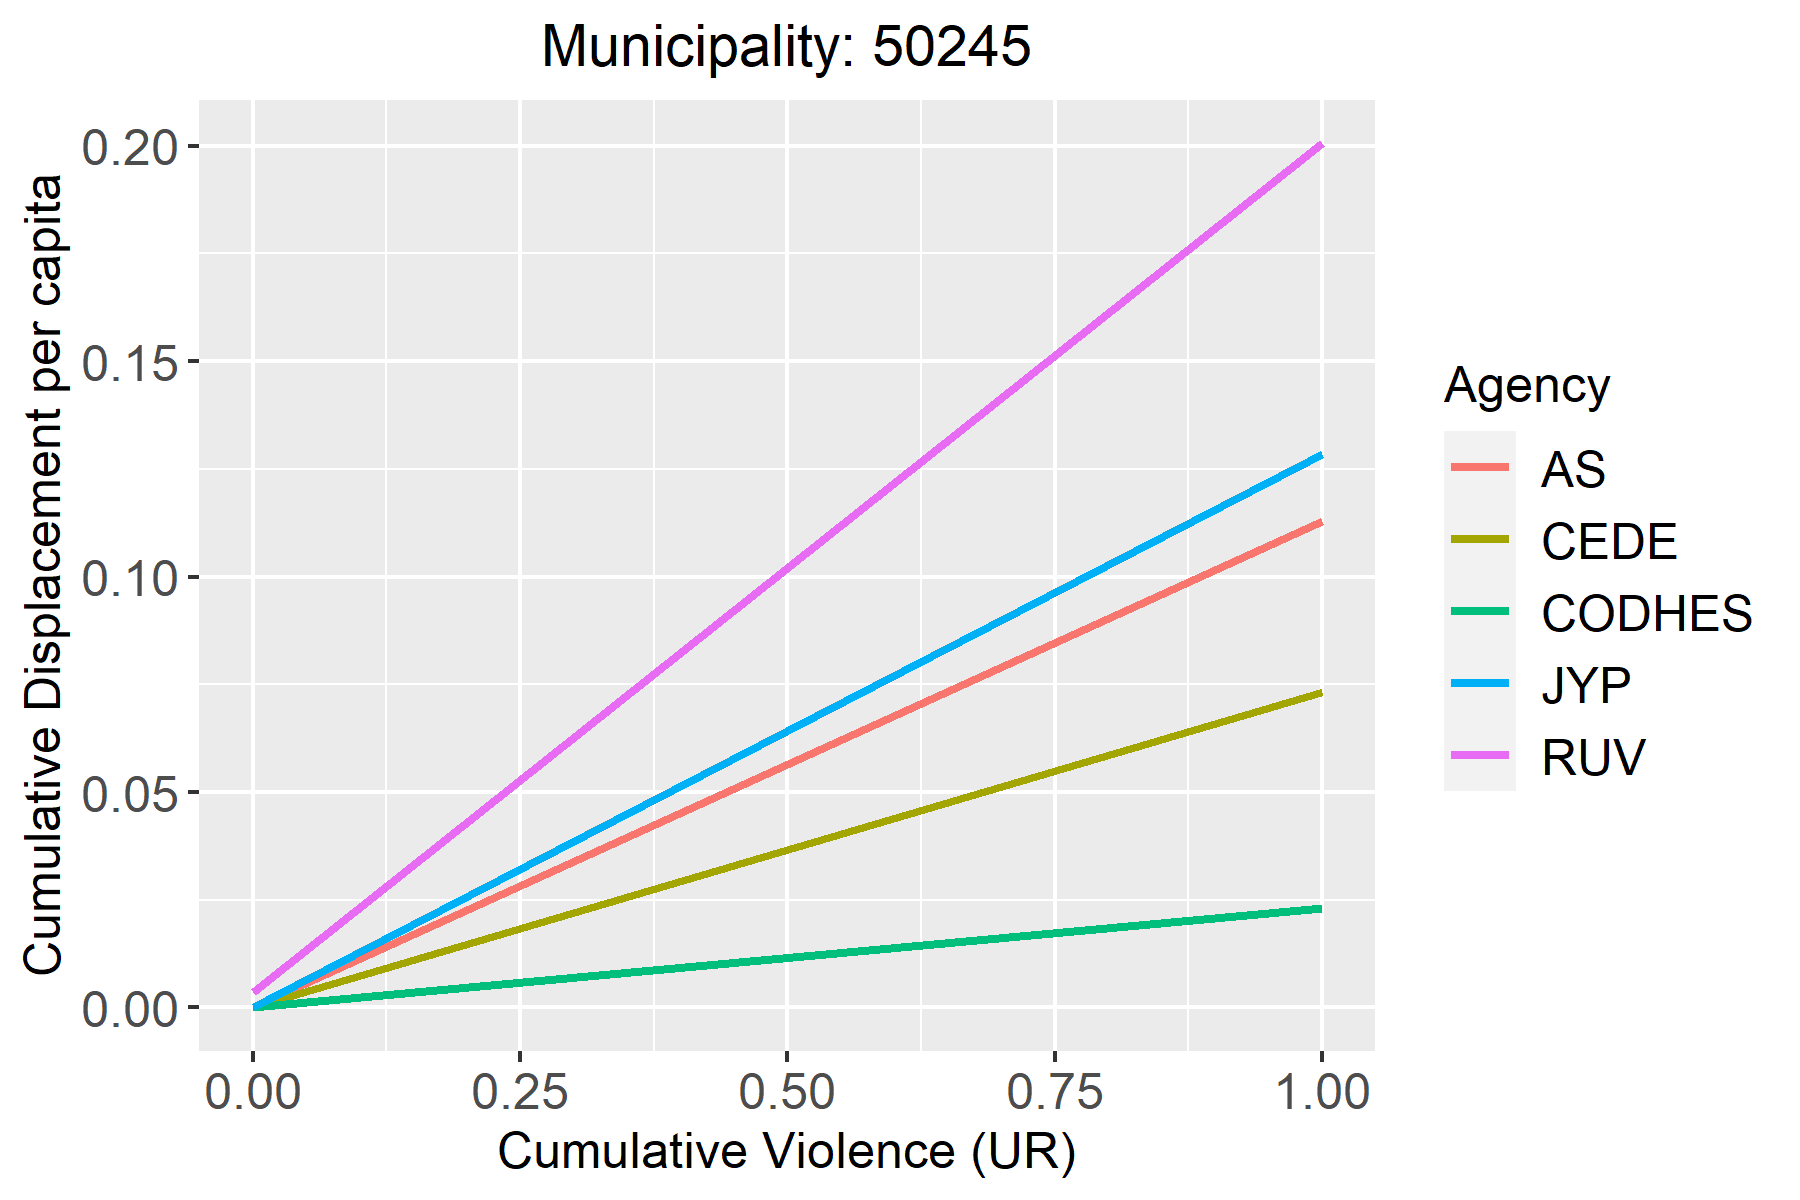 Municipality: 50245
Cumulative Displacement per capita
0.20
0.15
0.10
0.05
0.00
0.00 0.25 0.50 0.75 1.00
Cumulative Violence (UR)
Agency
AS
CEDE
CODHES
JYP
RUV